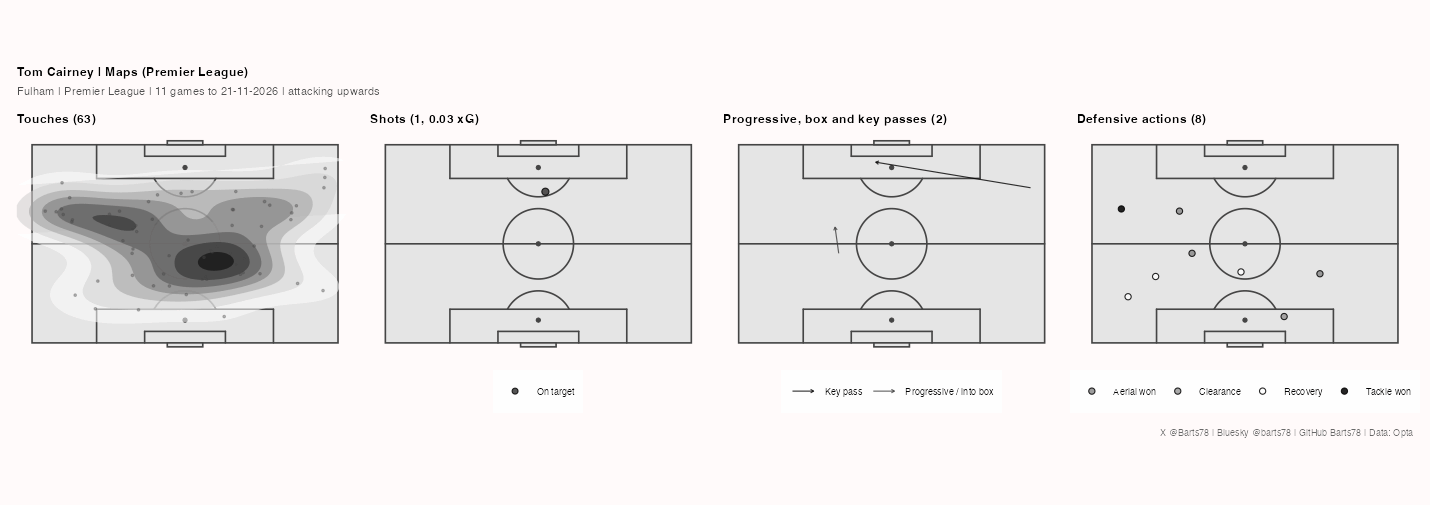 Tom Cairney | Maps (Premier League)
Fulham | Premier League | 11 games to 21-11-2026 | attacking upwards
Touches (63)
Shots (1, 0.03 xG)
Progressive, box and key passes (2)
Defensive actions (8)
On target
Key pass
Progressive / into box
Aerial won
Clearance
Recovery
Tackle won
X @Barts78 | Bluesky @barts78 | GitHub Barts78 | Data: Opta